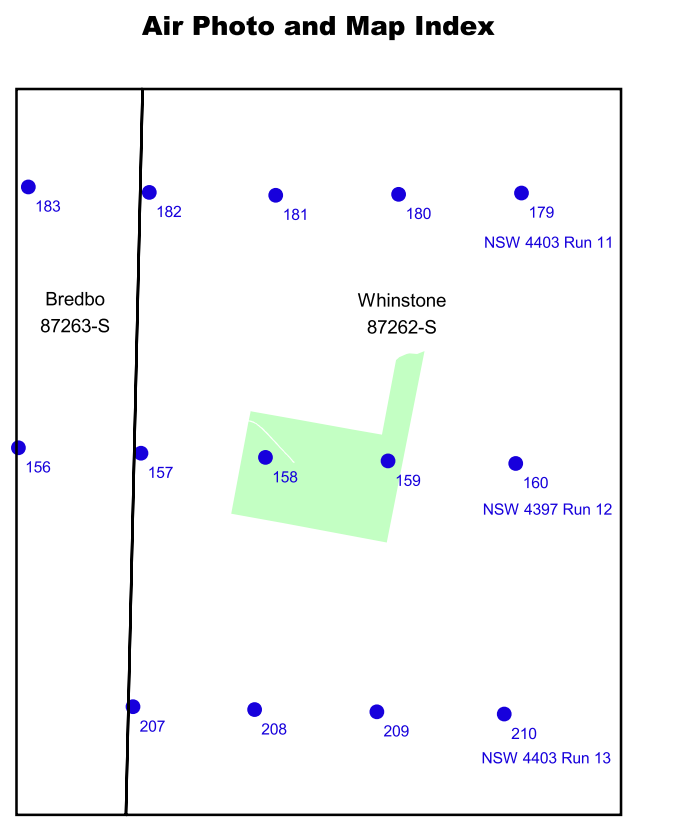 Air Photo and Map Index
183
182
181
180
179
NSW 4403 Run 11
Bredbo
87263-S
Whinstone
87262-S
156
157
158
159
160
NSW 4397 Run 12
207
208
209
210
NSW 4403 Run 13